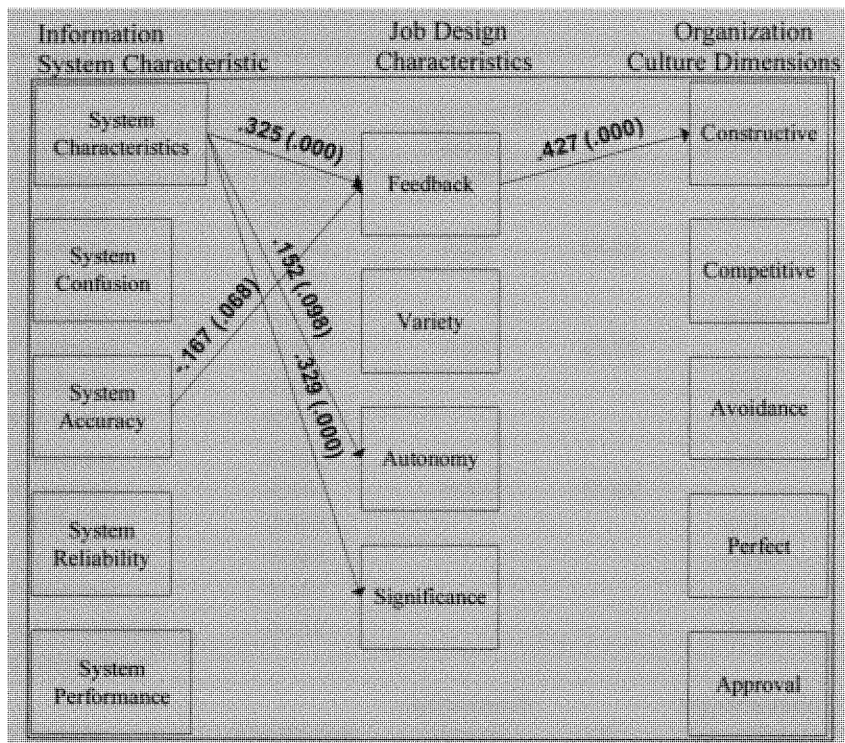 Information
System Characteristic
Job Design
Characteristics
Organization
Culture Dimensions
System
Characteristics
.325 (.000)
Feedback
.427 (.000)
Constructive
System
Confusion
.152 (.098)
-.167 (.068)
Variety
Competitive
System
Accuracy
.329 (.000)
Autonomy
Avoidance
System
Reliability
Significance
Perfect
System
Performance
Approval